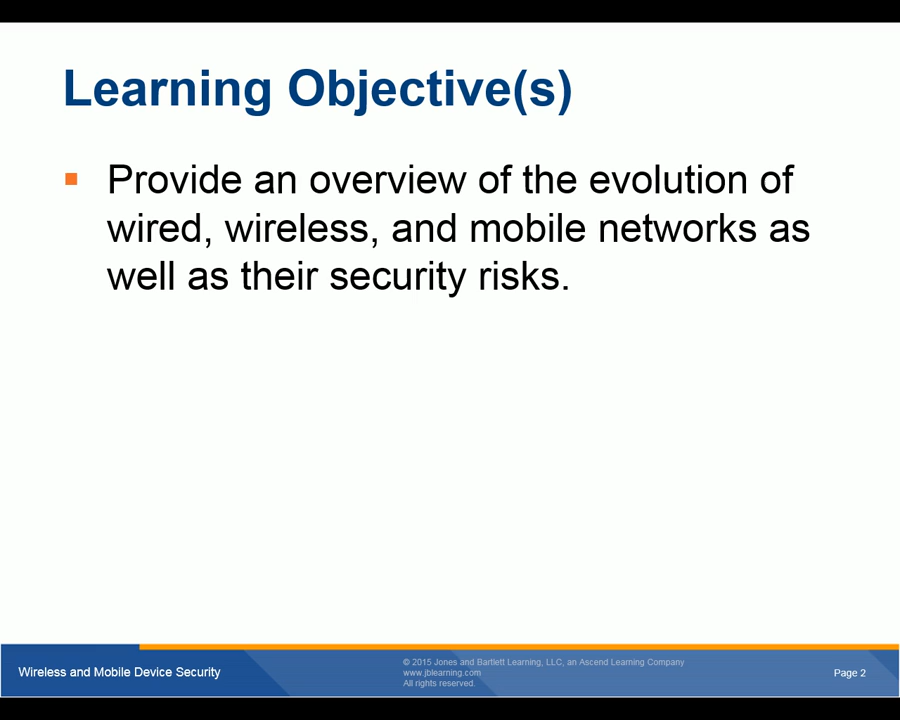 Learning Objective(s)
Provide an overview of the evolution of
wired, wireless, and mobile networks as
well as their security risks.
Wireless and Mobile Device Security
© 2015 Jones and Bartlett Learning, LLC, an Ascend Learning Company
www.jblearning.com
All rights reserved.
Page 2